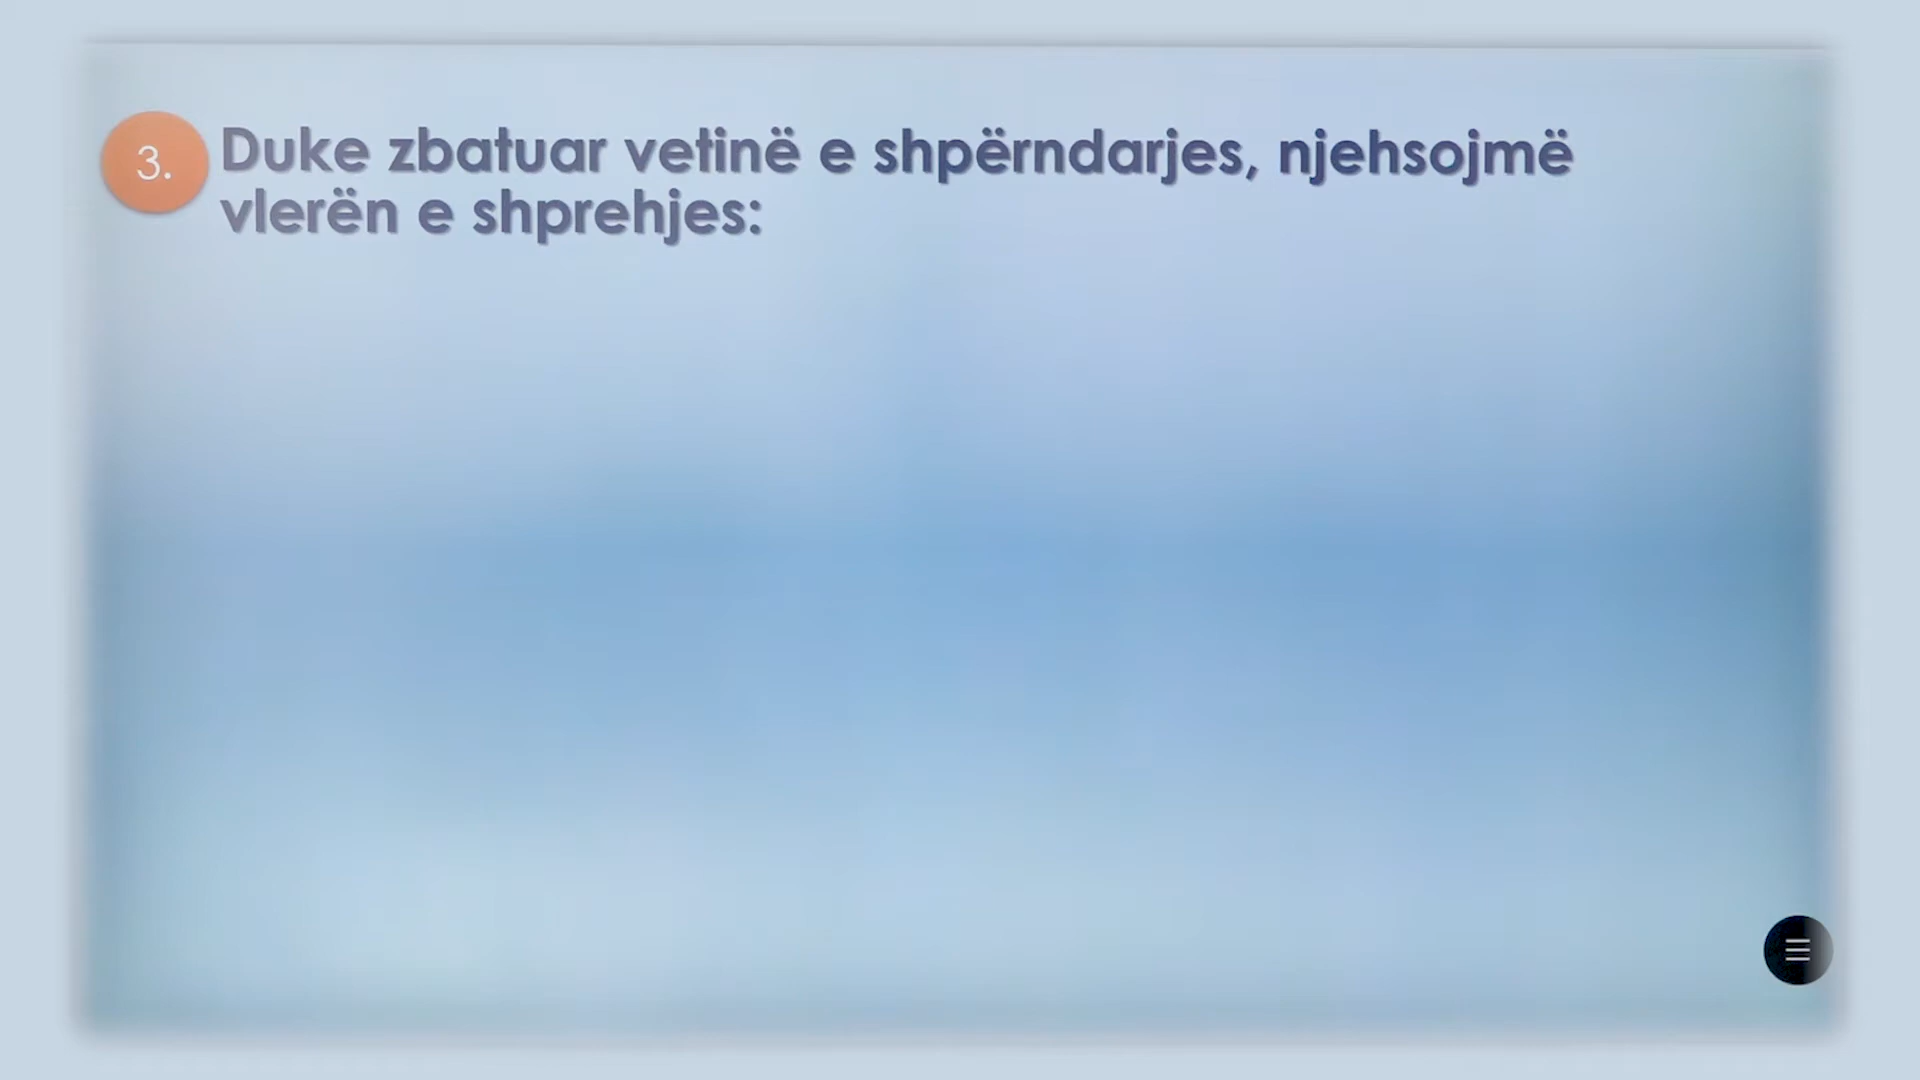 3. Duke zbatuar vetinë e shpërndarjes, njehsojmë
vlerën e shprehjes: